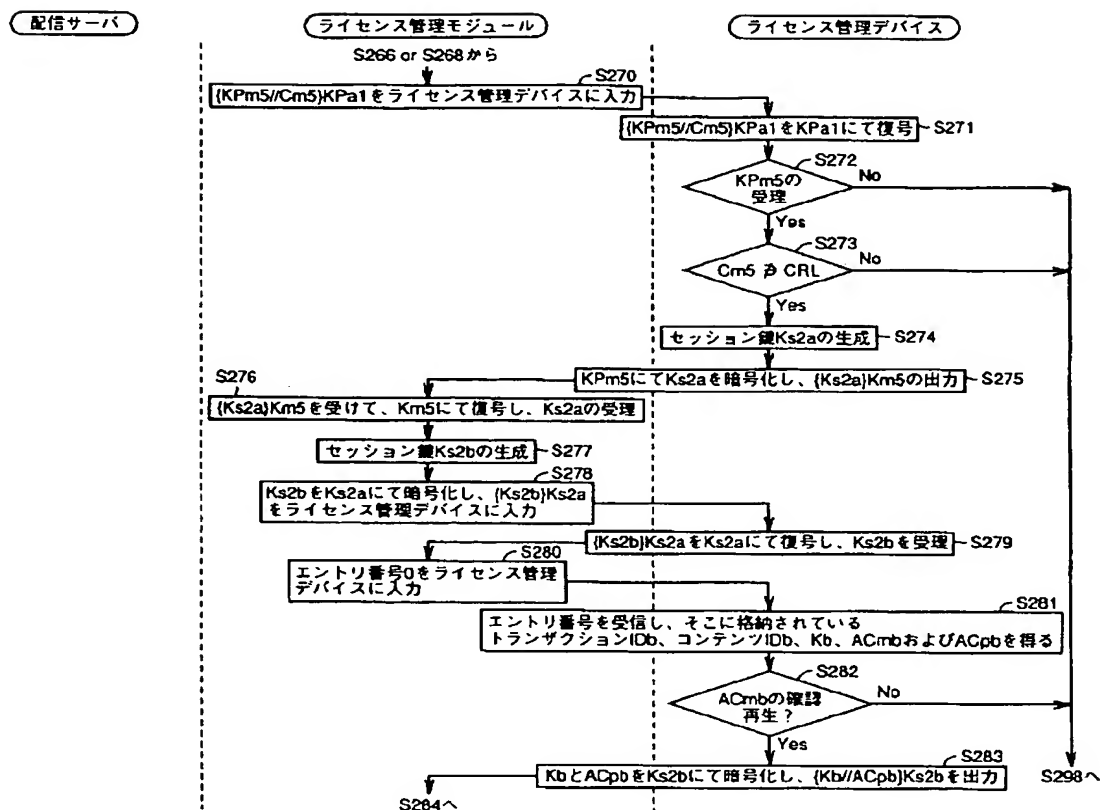 配信サーバ
ライセンス管理モジュール
ライセンス管理デバイス
S266 or S268から
S270
{KPm5//Cm5}KPa1をライセンス管理デバイスに入力
{KPm5//Cm5}KPa1をKPa1にて復号
S271
S272
KPm5の
受理
No
Yes
S273
Cm5 ∌ CRL
No
Yes
セッション鍵Ks2aの生成
S274
KPm5にてKs2aを暗号化し、{Ks2a}Km5の出力
S275
S276
{Ks2a}Km5を受けて、Km5にて復号し、Ks2aの受理
セッション鍵Ks2bの生成
S277
S278
Ks2bをKs2aにて暗号化し、{Ks2b}Ks2a
をライセンス管理デバイスに入力
{Ks2b}Ks2aをKs2aにて復号し、Ks2bを受理
S279
S280
エントリ番号0をライセンス管理
デバイスに入力
S281
エントリ番号を受信し、そこに格納されている
トランザクションIDb、コンテンツIDb、Kb、ACmbおよびACpbを得る
S282
ACmbの確認
再生？
No
Yes
S283
KbとACpbをKs2bにて暗号化し、{Kb//ACpb}Ks2bを出力
S298へ
S284へ